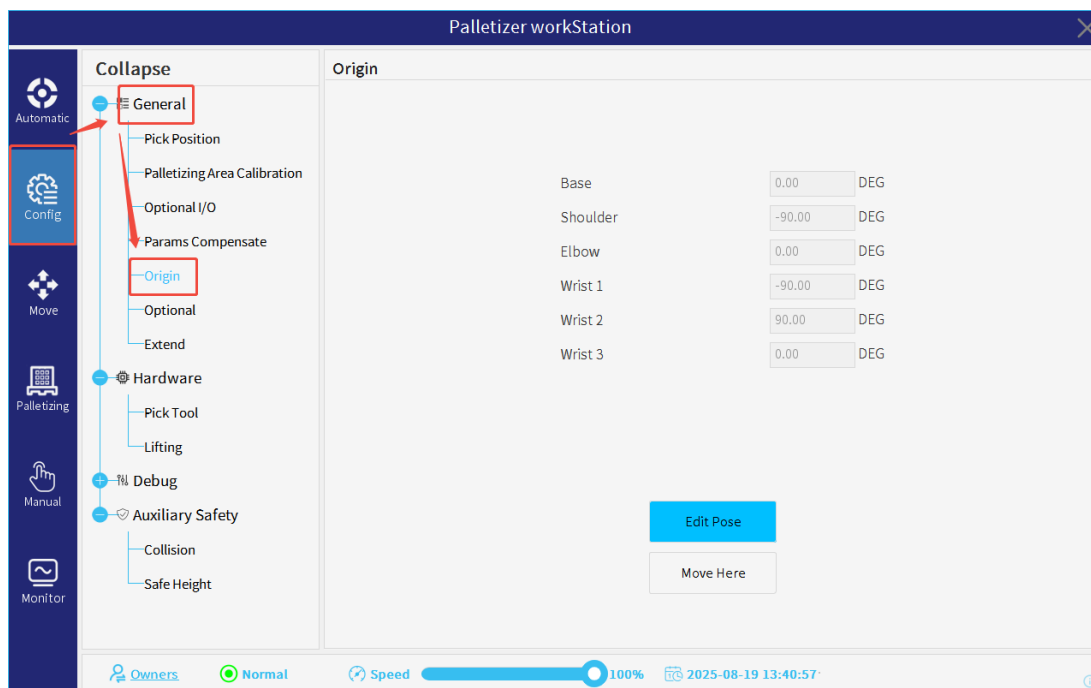 Palletizer workStation
Automatic
Config
Move
Palletizing
Manual
Monitor
Collapse
General
Pick Position
Palletizing Area Calibration
Optional I/O
Params Compensate
Origin
Optional
Extend
Hardware
Pick Tool
Lifting
Debug
Auxiliary Safety
Collision
Safe Height
Origin
Base 0.00 DEG
Shoulder -90.00 DEG
Elbow 0.00 DEG
Wrist 1 -90.00 DEG
Wrist 2 90.00 DEG
Wrist 3 0.00 DEG
Edit Pose
Move Here
Owners Normal Speed 100% 2025-08-19 13:40:57